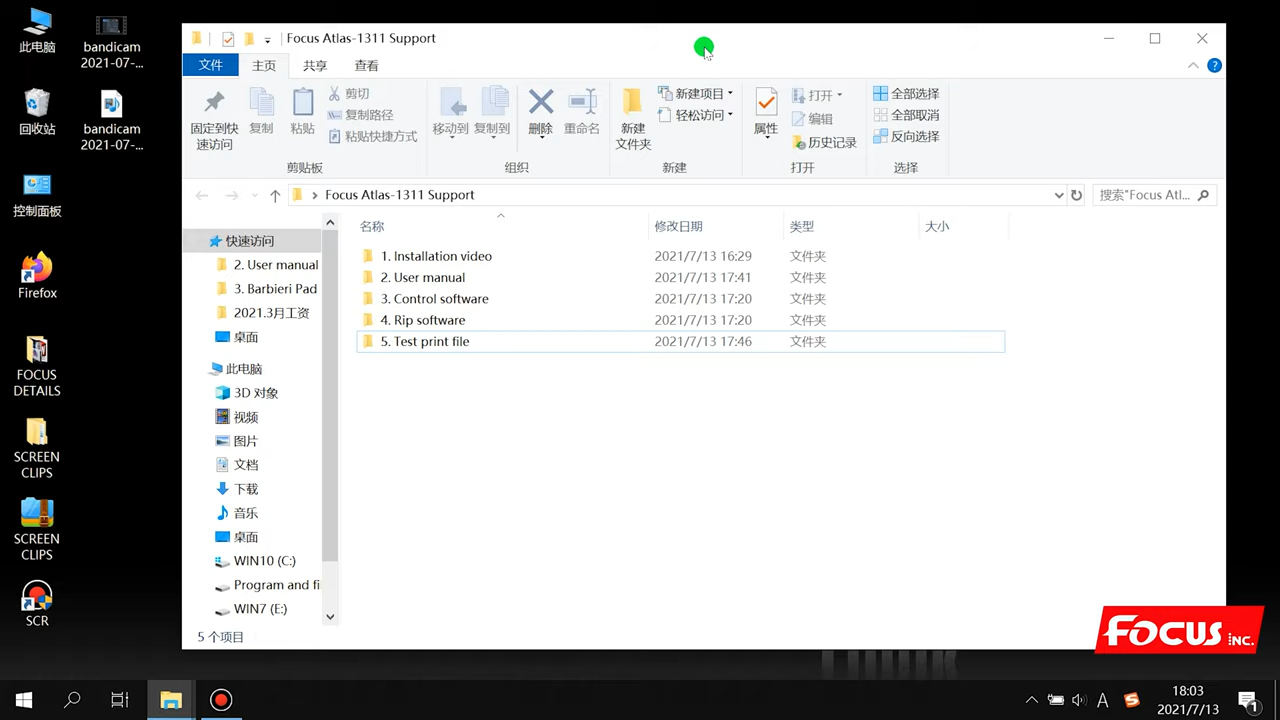 此电脑
bandicam
2021-07-...
回收站
bandicam
2021-07-...
控制面板
Firefox
FOCUS
DETAILS
SCREEN
CLIPS
SCREEN
CLIPS
SCR
Focus Atlas-1311 Support
文件 主页 共享 查看
固定到快
速访问
复制
粘贴
剪切
复制路径
粘贴快捷方式
剪贴板
移动到 复制到 删除 重命名
组织
新建
文件夹
新建项目
轻松访问
新建
属性
打开
编辑
历史记录
打开
全部选择
全部取消
反向选择
选择
Focus Atlas-1311 Support
搜索"Focus Atl...
快速访问
2. User manual
3. Barbieri Pad
2021.3月工资
桌面
此电脑
3D 对象
视频
图片
文档
下载
音乐
桌面
WIN10 (C:)
Program and fi
WIN7 (E:)
名称 修改日期 类型 大小
1. Installation video 2021/7/13 16:29 文件夹
2. User manual 2021/7/13 17:41 文件夹
3. Control software 2021/7/13 17:20 文件夹
4. Rip software 2021/7/13 17:20 文件夹
5. Test print file 2021/7/13 17:46 文件夹
5 个项目
FOCUS INC.
A
18:03
2021/7/13
1